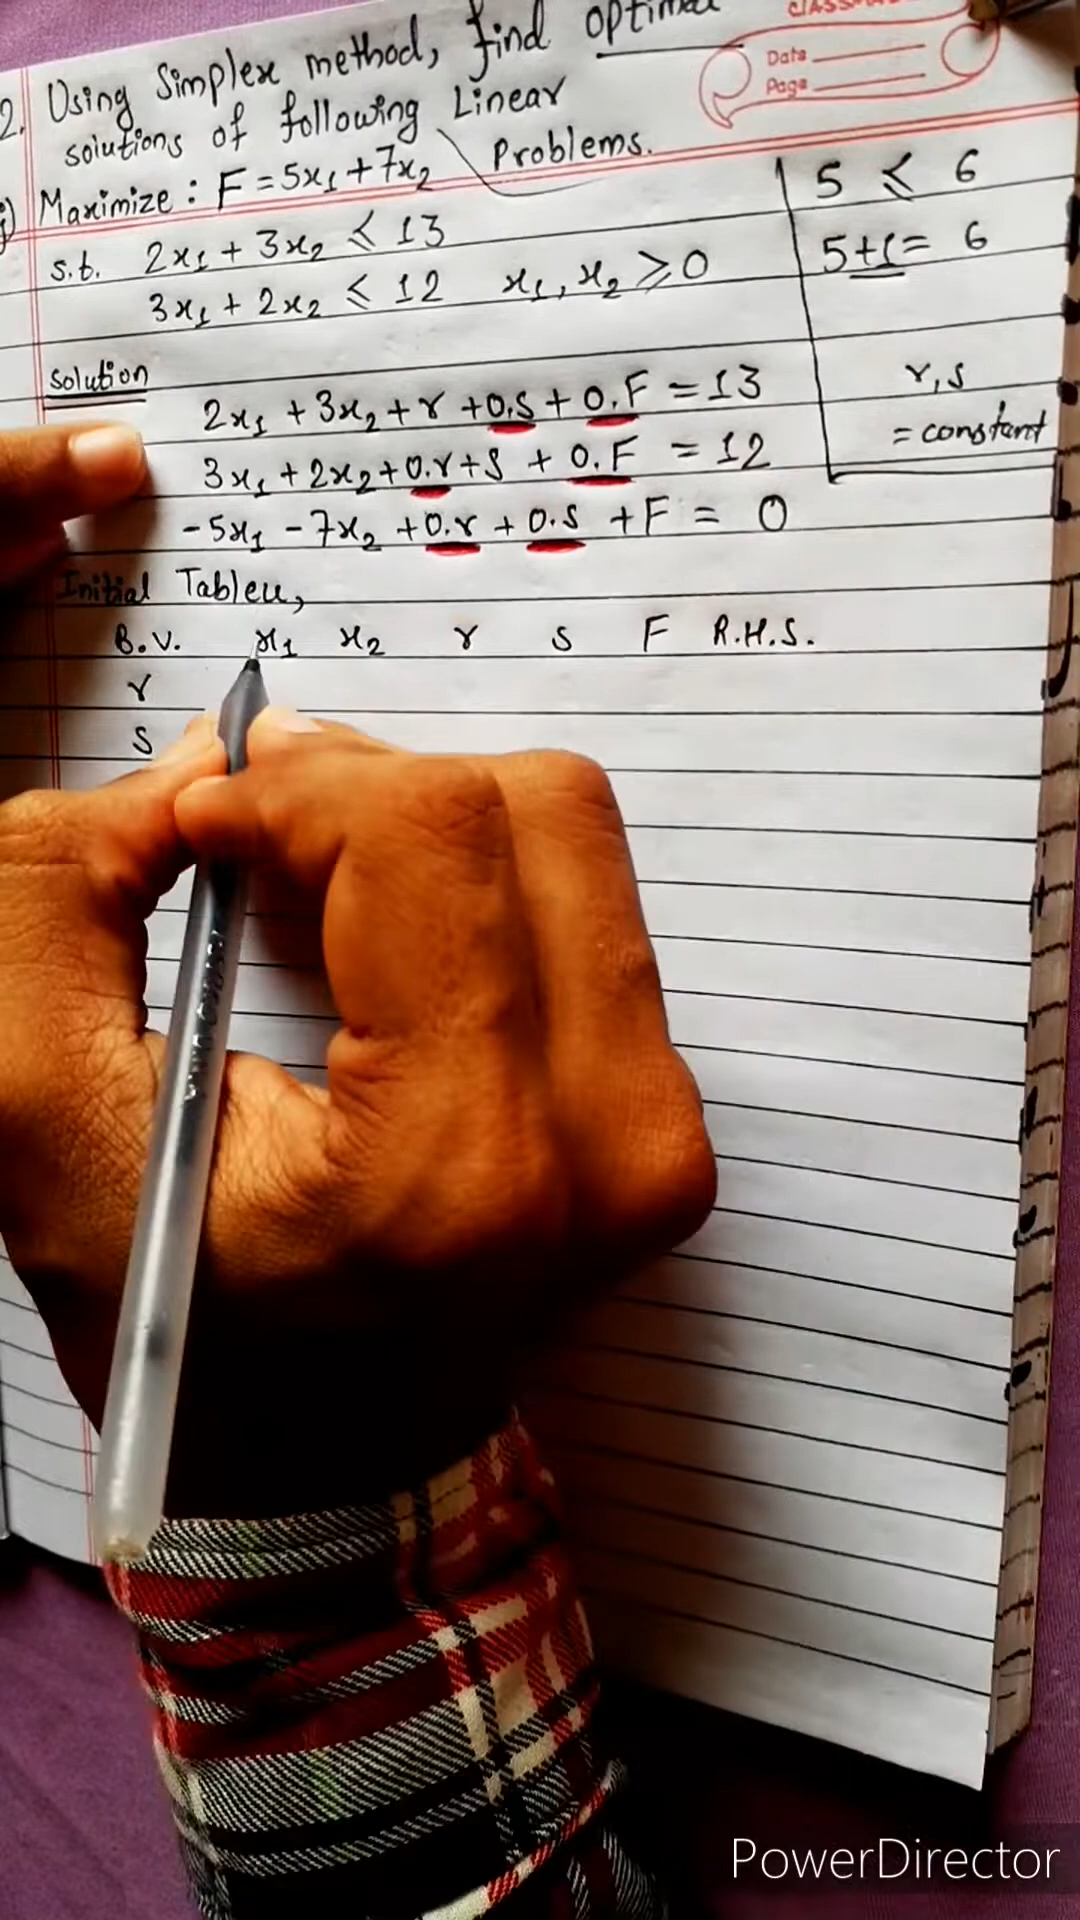 2. Using Simplex method, find optimal
solutions of following Linear
Problems.
i) Maximize : F = 5x₁ + 7x₂
s.t. 2x₁ + 3x₂ ⩽ 13
3x₁ + 2x₂ ⩽ 12 x₁, x₂ ⩾ 0
5 ⩽ 6
5+1 = 6
r, s
= constant
Date
Page
Solution
2x₁ + 3x₂ + r + 0.s + 0.F = 13
3x₁ + 2x₂ + 0.r + s + 0.F = 12
-5x₁ - 7x₂ + 0.r + 0.s + F = 0
Initial Tableu,
B.V. x₁ x₂ r s F R.H.S.
r
s
PowerDirector